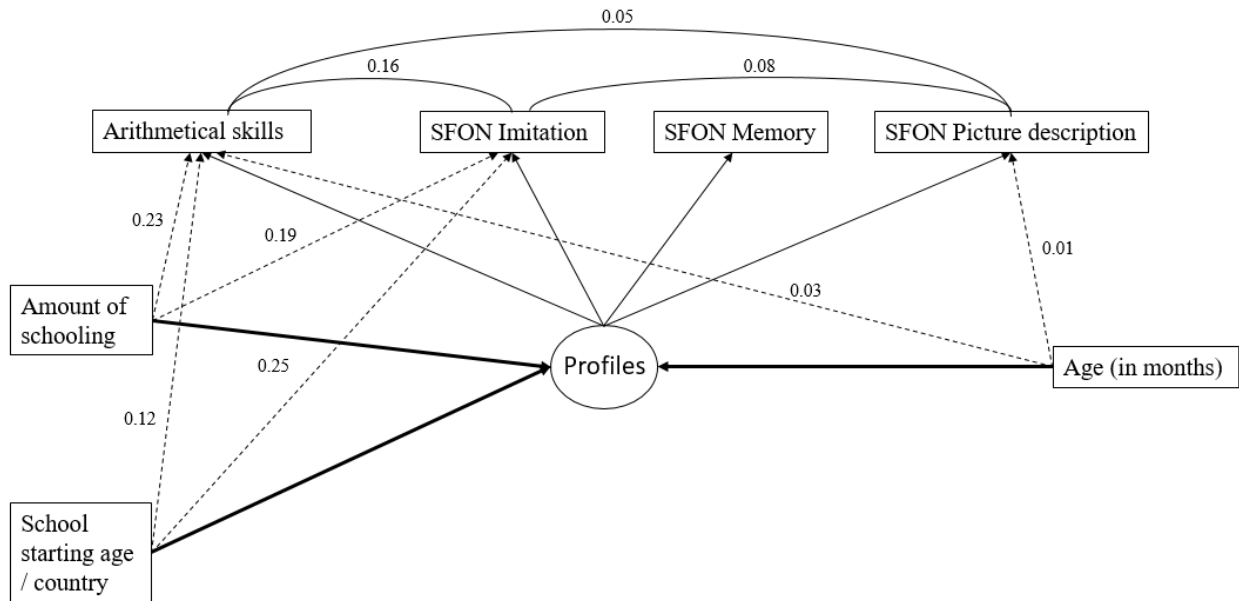 0.05
0.16
0.08
Arithmetical skills
SFON Imitation
SFON Memory
SFON Picture description
0.23
0.19
0.01
Amount of
schooling
0.03
0.25
Profiles
Age (in months)
0.12
School
starting age
/ country